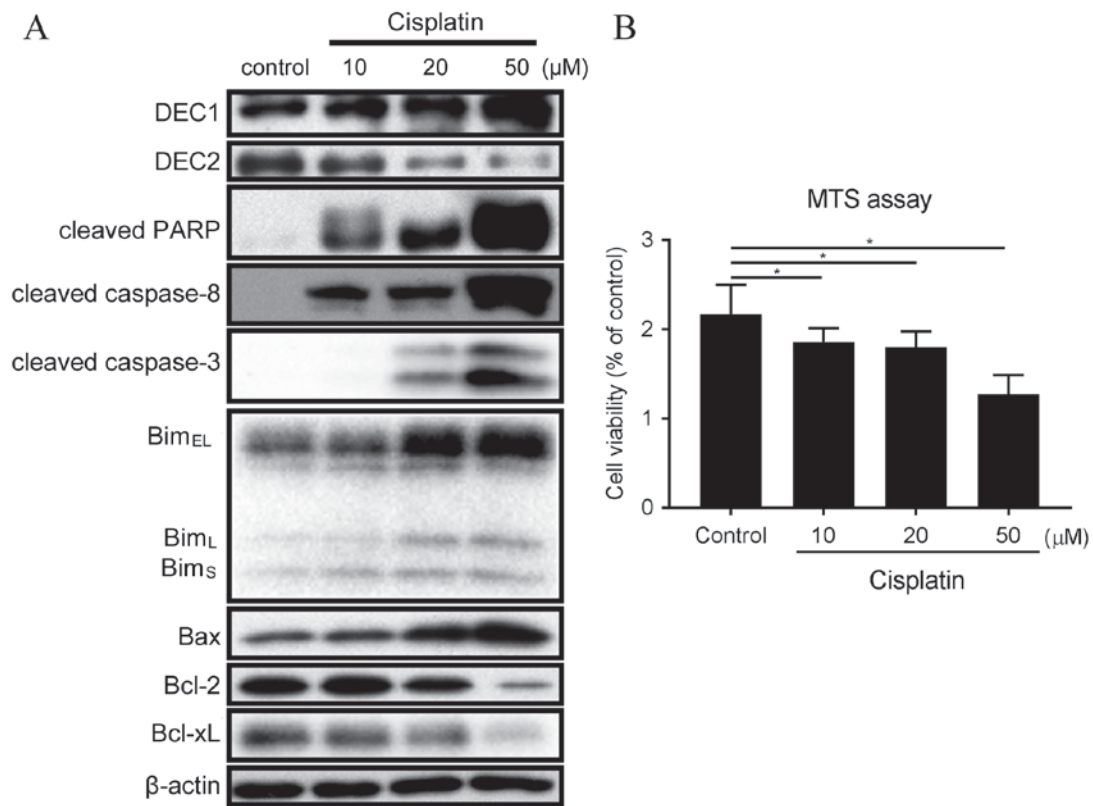 A
Cisplatin
control 10 20 50 (μM)
DEC1
DEC2
cleaved PARP
cleaved caspase-8
cleaved caspase-3
BimEL
BimL
BimS
Bax
Bcl-2
Bcl-xL
β-actin
B
MTS assay
Cell viability (% of control)
3
2
1
0
* 
*
*
Control 10 20 50 (μM)
Cisplatin